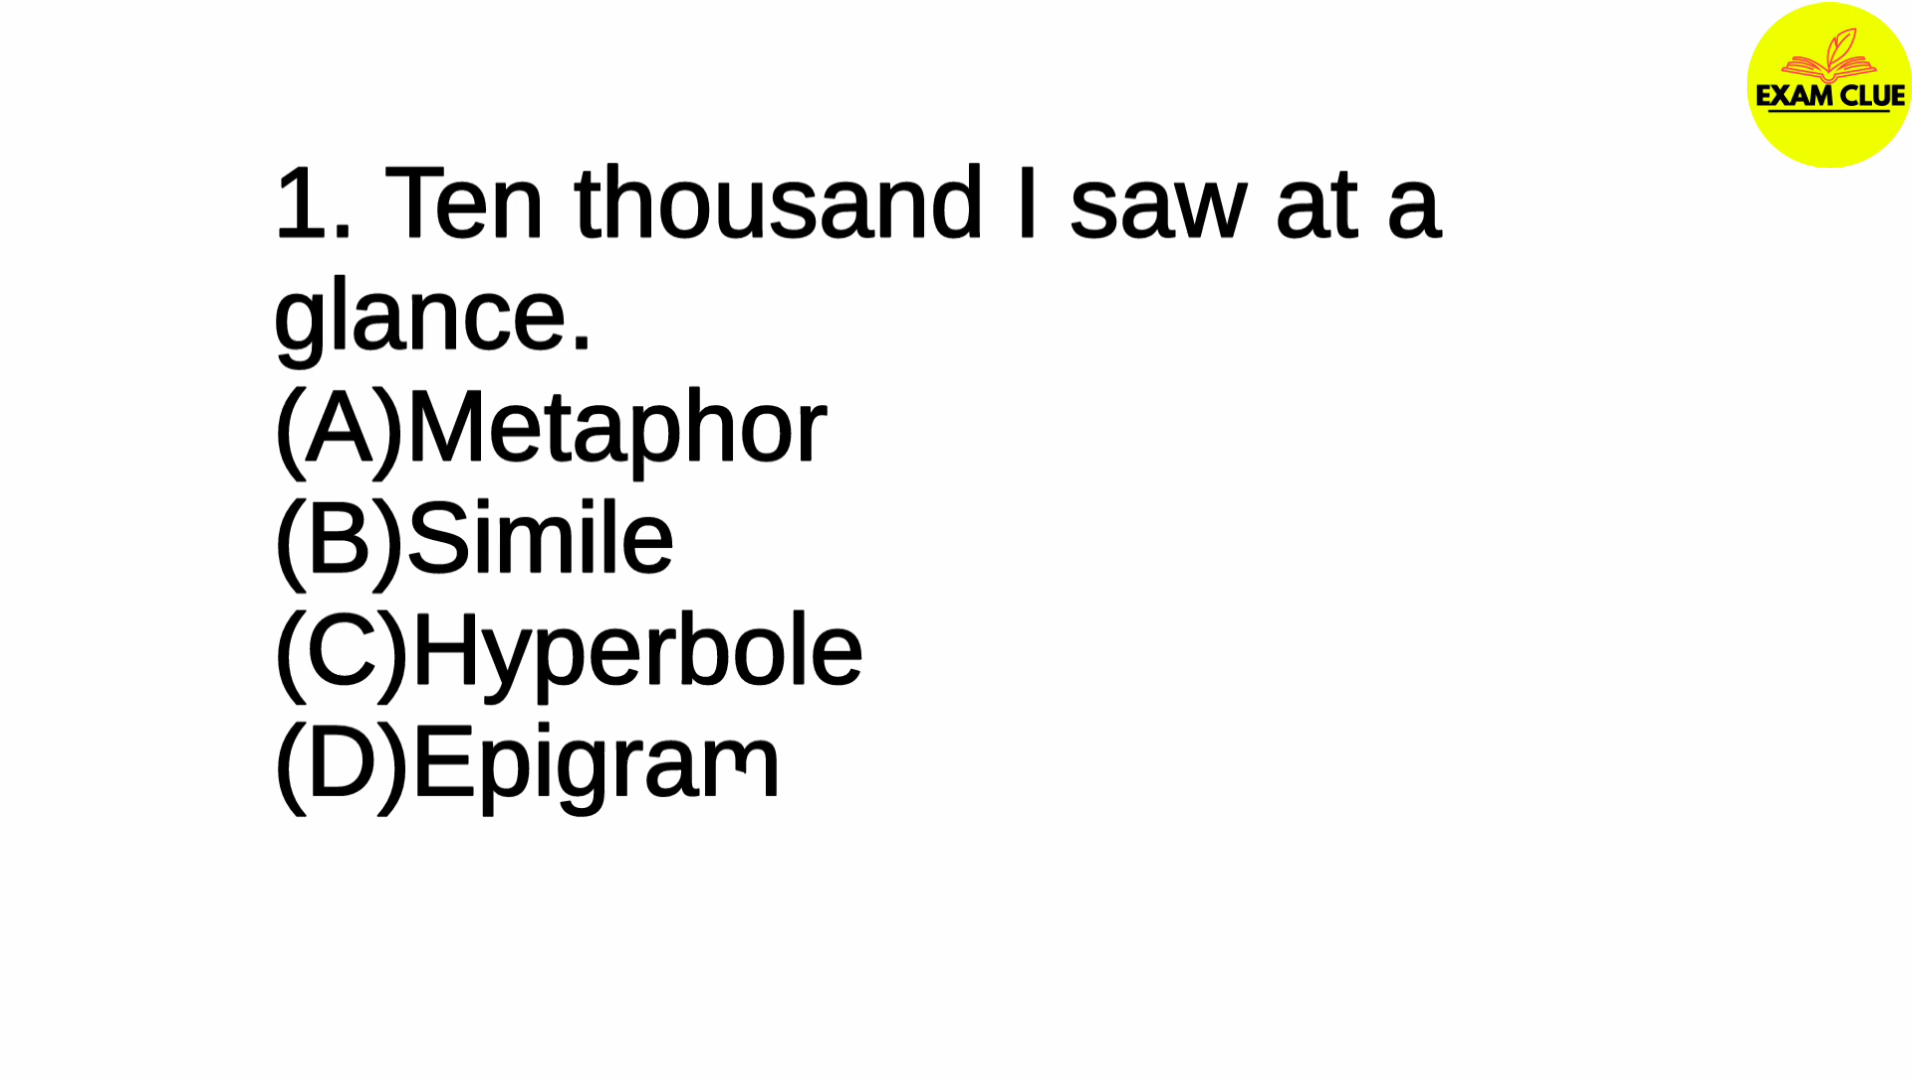 EXAM CLUE
1. Ten thousand I saw at a
glance.
(A)Metaphor
(B)Simile
(C)Hyperbole
(D)Epigram